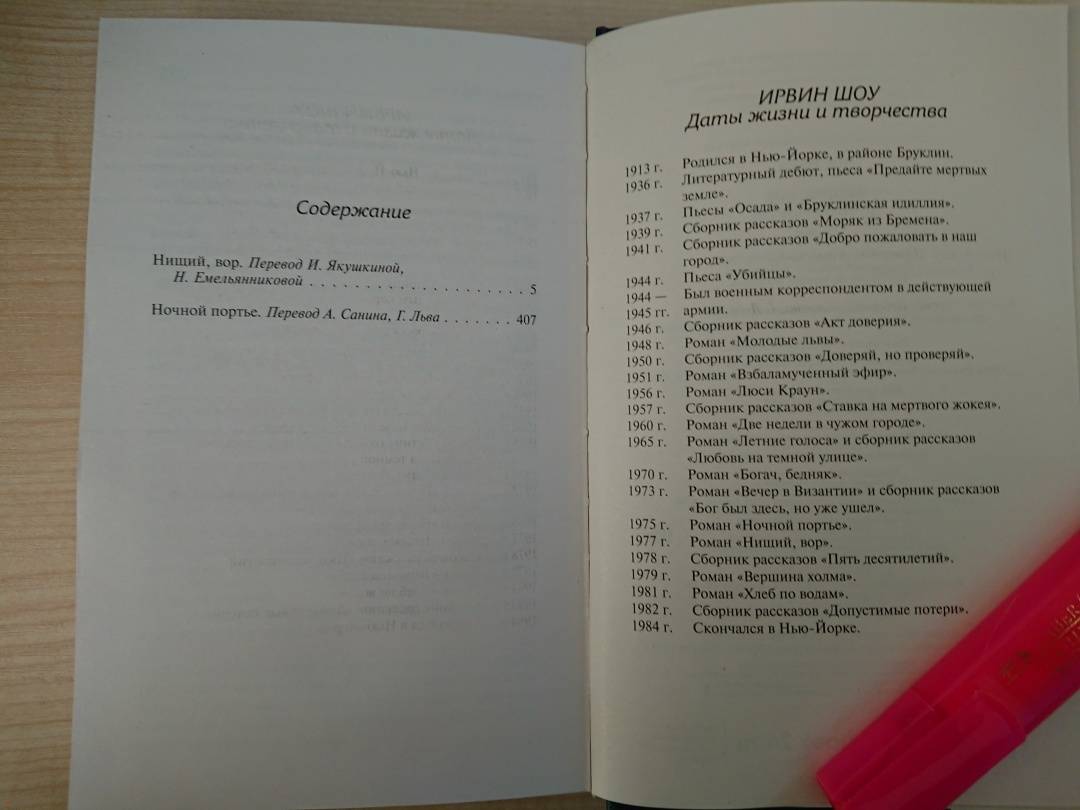 Содержание
Нищий, вор. Перевод И. Якушкиной,
Н. Емельянниковой . . . . . . . . . . . . . . . . . . . . 5
Ночной портье. Перевод А. Санина, Г. Льва . . . . . . . 407
ИРВИН ШОУ
Даты жизни и творчества
1913 г. Родился в Нью-Йорке, в районе Бруклин.
1936 г. Литературный дебют, пьеса «Предайте мертвых
земле».
1937 г. Пьесы «Осада» и «Бруклинская идиллия».
1939 г. Сборник рассказов «Моряк из Бремена».
1941 г. Сборник рассказов «Добро пожаловать в наш
город».
1944 г. Пьеса «Убийцы».
1944 — Был военным корреспондентом в действующей
1945 гг. армии.
1946 г. Сборник рассказов «Акт доверия».
1948 г. Роман «Молодые львы».
1950 г. Сборник рассказов «Доверяй, но проверяй».
1951 г. Роман «Взбаламученный эфир».
1956 г. Роман «Люси Краун».
1957 г. Сборник рассказов «Ставка на мертвого жокея».
1960 г. Роман «Две недели в чужом городе».
1965 г. Роман «Летние голоса» и сборник рассказов
«Любовь на темной улице».
1970 г. Роман «Богач, бедняк».
1973 г. Роман «Вечер в Византии» и сборник рассказов
«Бог был здесь, но уже ушел».
1975 г. Роман «Ночной портье».
1977 г. Роман «Нищий, вор».
1978 г. Сборник рассказов «Пять десятилетий».
1979 г. Роман «Вершина холма».
1981 г. Роман «Хлеб по водам».
1982 г. Сборник рассказов «Допустимые потери».
1984 г. Скончался в Нью-Йорке.